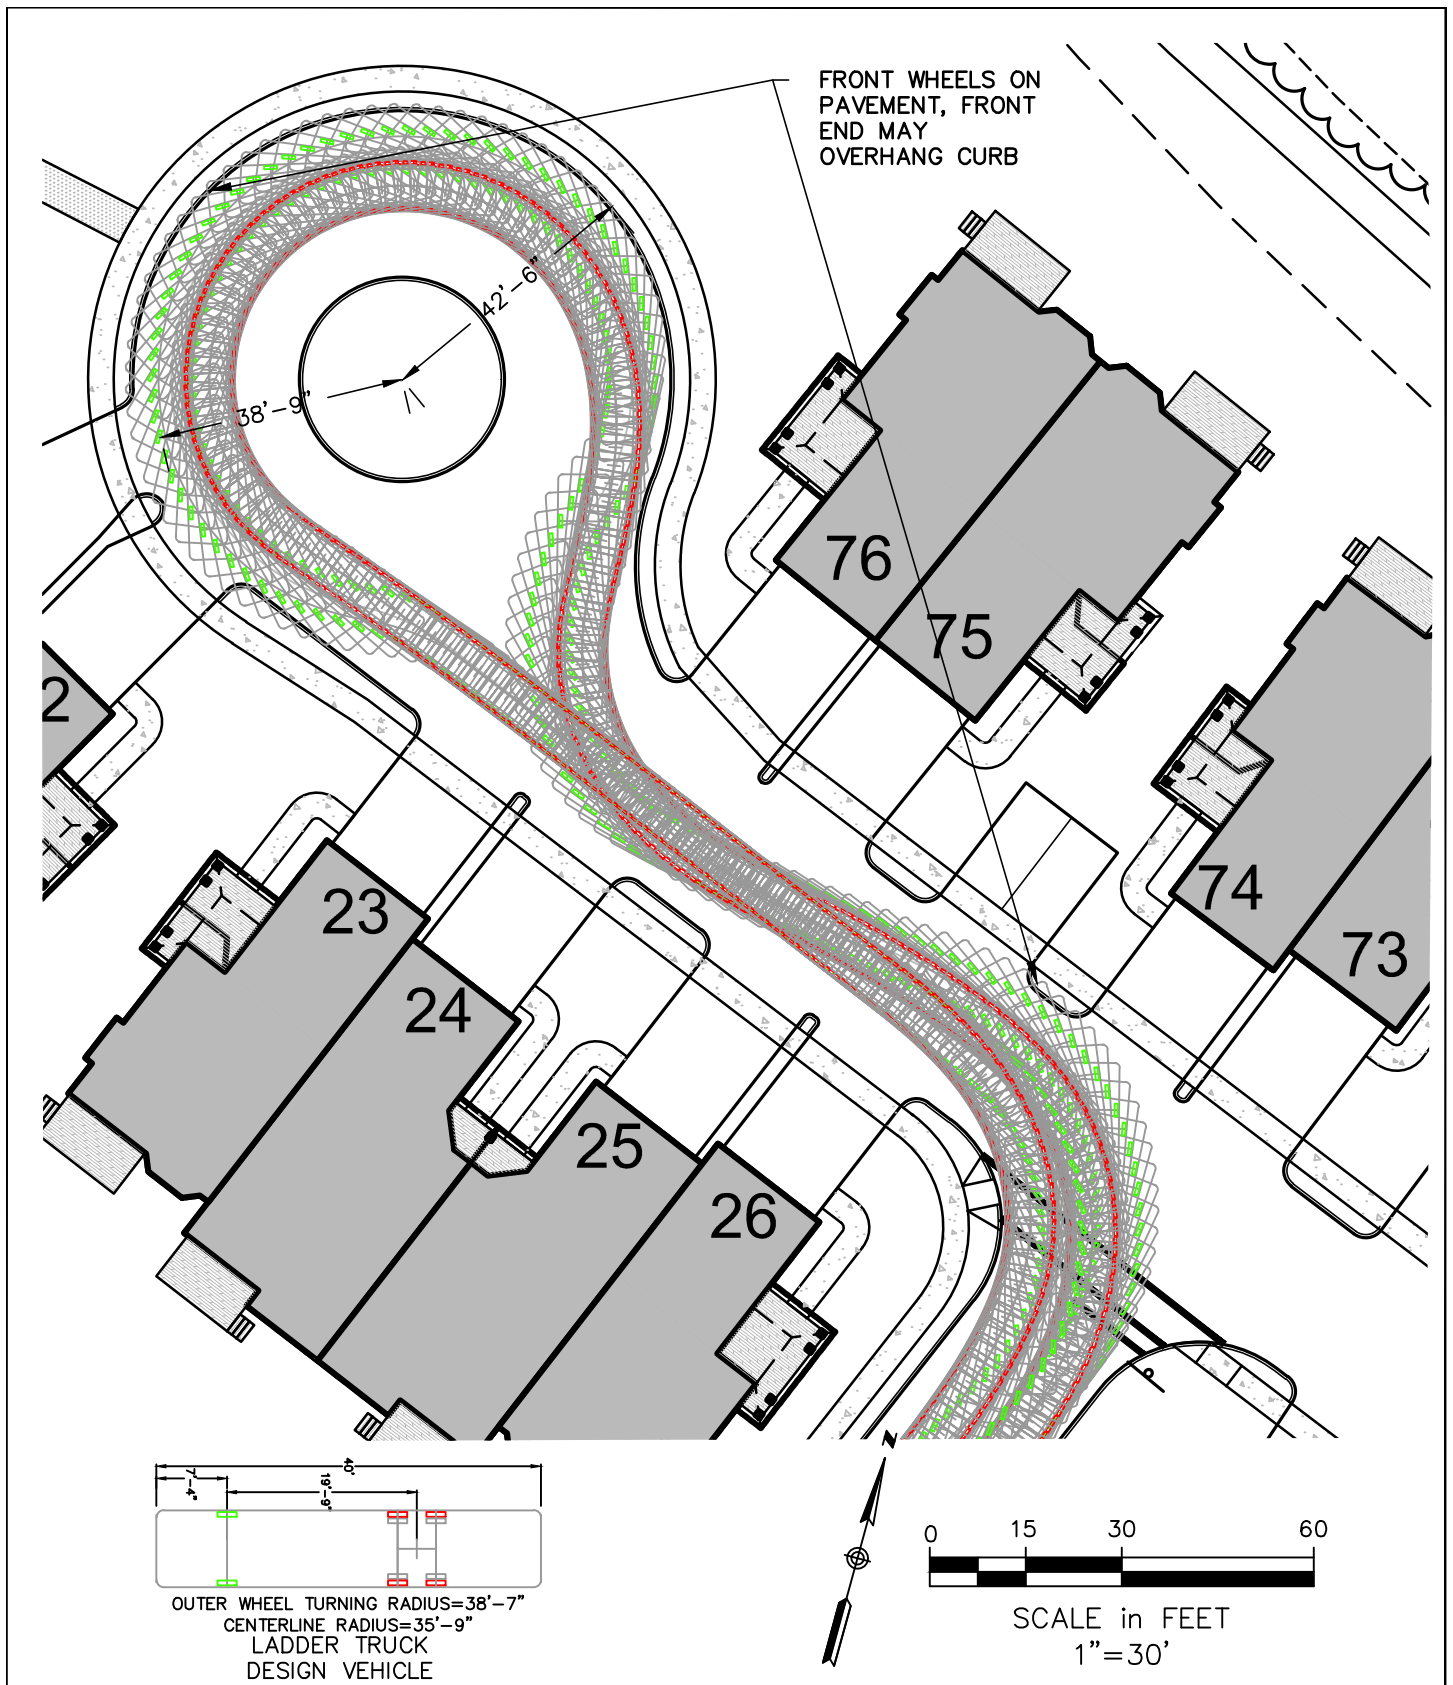 FRONT WHEELS ON
PAVEMENT, FRONT
END MAY
OVERHANG CURB
42'-6"
38'-9"
76
75
2
74
23
73
24
25
26
N
40'
7'-4"
19'-9"
0 15 30 60
OUTER WHEEL TURNING RADIUS=38'-7"
CENTERLINE RADIUS=35'-9"
LADDER TRUCK
DESIGN VEHICLE
SCALE in FEET
1"=30'